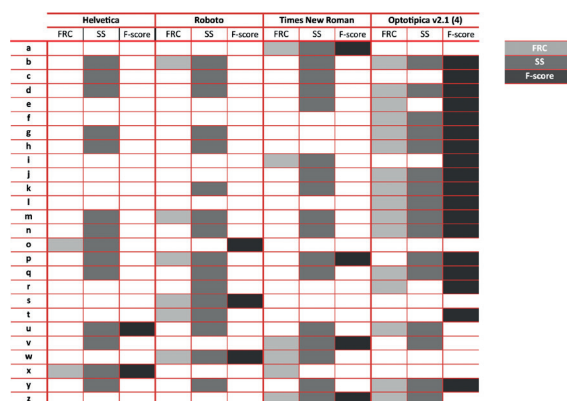 Helvetica Roboto Times New Roman Optotipica v2.1 (4)
FRC SS F-score FRC SS F-score FRC SS F-score FRC SS F-score
a
b
c
d
e
f
g
h
i
j
k
l
m
n
o
p
q
r
s
t
u
v
w
x
y
z
FRC
SS
F-score